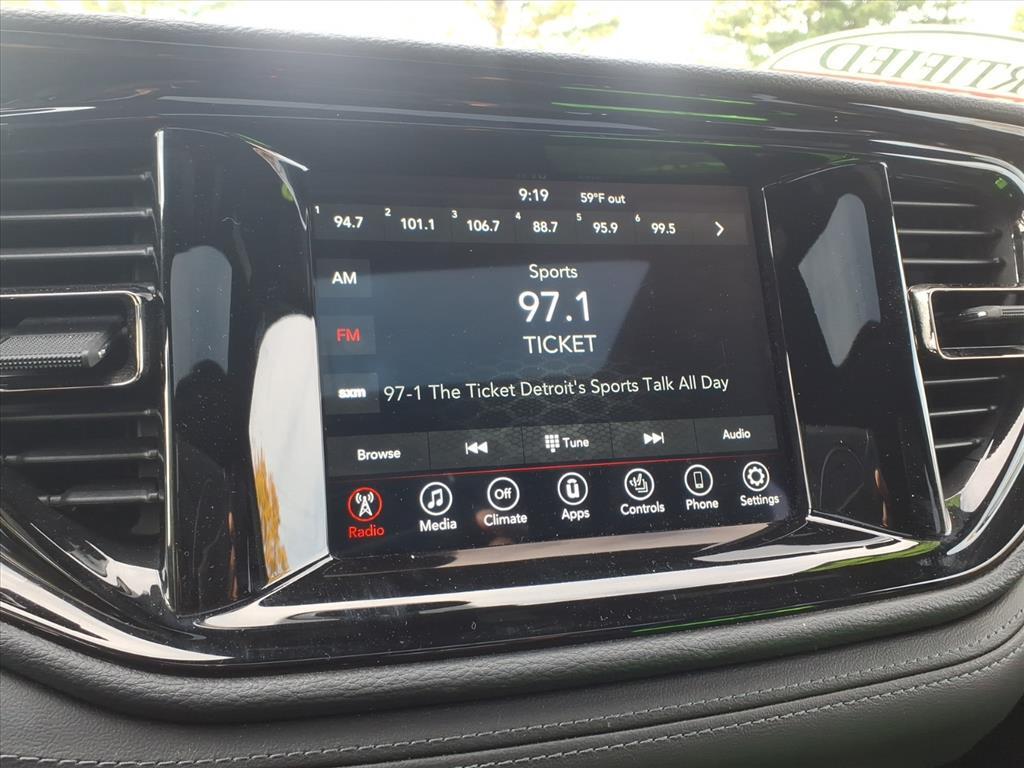 CERTIFIED
9:19 59°F out
1 94.7 2 101.1 3 106.7 4 88.7 5 95.9 6 99.5
AM
Sports
97.1
FM
TICKET
sxm
97-1 The Ticket Detroit's Sports Talk All Day
Browse Tune Audio
Radio Media Off Climate Apps Controls Phone Settings